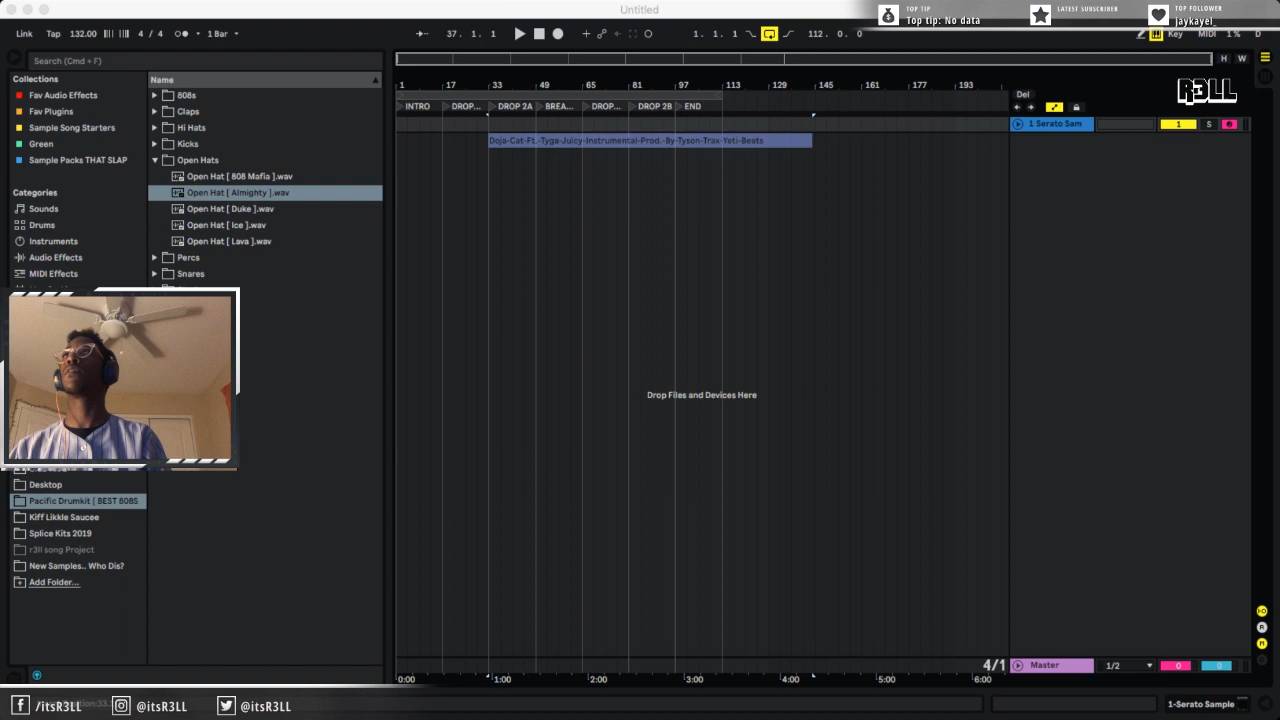 Untitled
TOP TIP
Top tip: No data
LATEST SUBSCRIBER
TOP FOLLOWER
jaykayel_
Link Tap 132.00 4 / 4 1 Bar
37. 1. 1
1. 1. 1
112. 0. 0
Key MIDI 1 % D
Search (Cmd + F)
H W
Collections
Fav Audio Effects
Fav Plugins
Sample Song Starters
Green
Sample Packs THAT SLAP
Categories
Sounds
Drums
Instruments
Audio Effects
MIDI Effects
Name
808s
Claps
Hi Hats
Kicks
Open Hats
Open Hat [ 808 Mafia ].wav
Open Hat [ Almighty ].wav
Open Hat [ Duke ].wav
Open Hat [ Ice ].wav
Open Hat [ Lava ].wav
Percs
Snares
Desktop
Pacific Drumkit [ BEST 808S
Kiff Likkle Saucee
Splice Kits 2019
r3ll song Project
New Samples.. Who Dis?
Add Folder...
1 17 33 49 65 81 97 113 129 145 161 177 193
INTRO DROP... DROP 2A BREA... DROP... DROP 2B END
Doja-Cat-Ft.-Tyga-Juicy-Instrumental-Prod.-By-Tyson-Trax-Yeti-Beats
Drop Files and Devices Here
R3LL
Del
1 Serato Sam 1 S
4/1
Master 1/2 0 0
0:00 1:00 2:00 3:00 4:00 5:00 6:00
/itsR3LL @itsR3LL @itsR3LL
1-Serato Sample